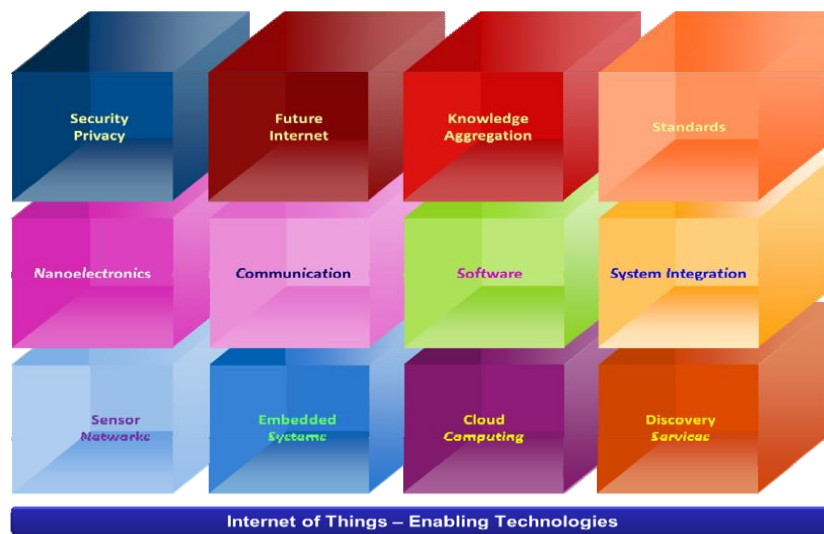 Security
Privacy
Future
Internet
Knowledge
Aggregation
Standards
Nanoelectronics
Communication
Software
System Integration
Sensor
Networks
Embedded
Systems
Cloud
Computing
Discovery
Services
Internet of Things – Enabling Technologies